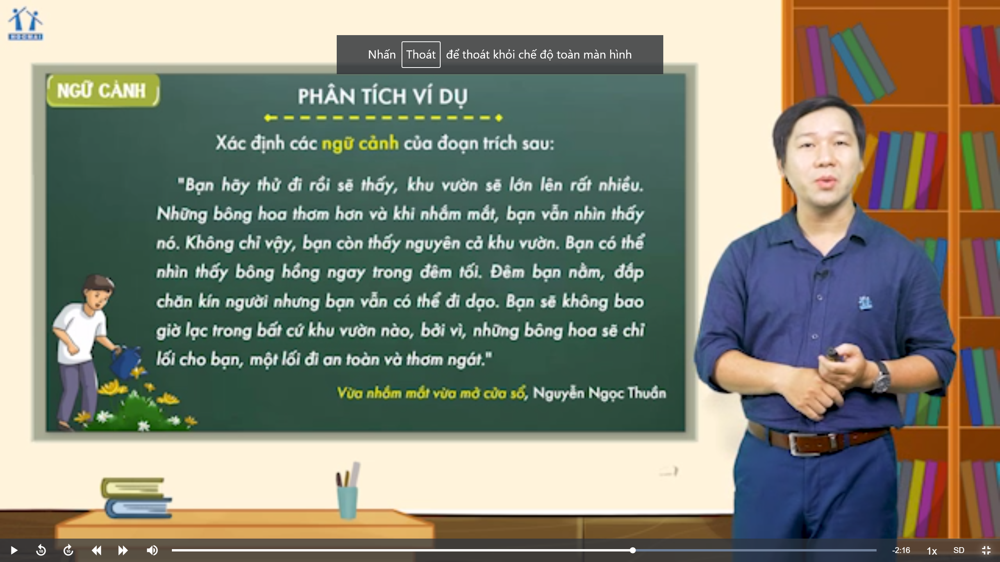 HOCMAI
Nhấn Thoát để thoát khỏi chế độ toàn màn hình
NGỮ CẢNH
PHÂN TÍCH VÍ DỤ
Xác định các ngữ cảnh của đoạn trích sau:
"Bạn hãy thử đi rồi sẽ thấy, khu vườn sẽ lớn lên rất nhiều.
Những bông hoa thơm hơn và khi nhắm mắt, bạn vẫn nhìn thấy
nó. Không chỉ vậy, bạn còn thấy nguyên cả khu vườn. Bạn có thể
nhìn thấy bông hồng ngay trong đêm tối. Đêm bạn nằm, đắp
chăn kín người nhưng bạn vẫn có thể đi dạo. Bạn sẽ không bao
giờ lạc trong bất cứ khu vườn nào, bởi vì, những bông hoa sẽ chỉ
lối cho bạn, một lối đi an toàn và thơm ngát."
Vừa nhắm mắt vừa mở cửa sổ, Nguyễn Ngọc Thuần
10
10
-2:16
1x
SD